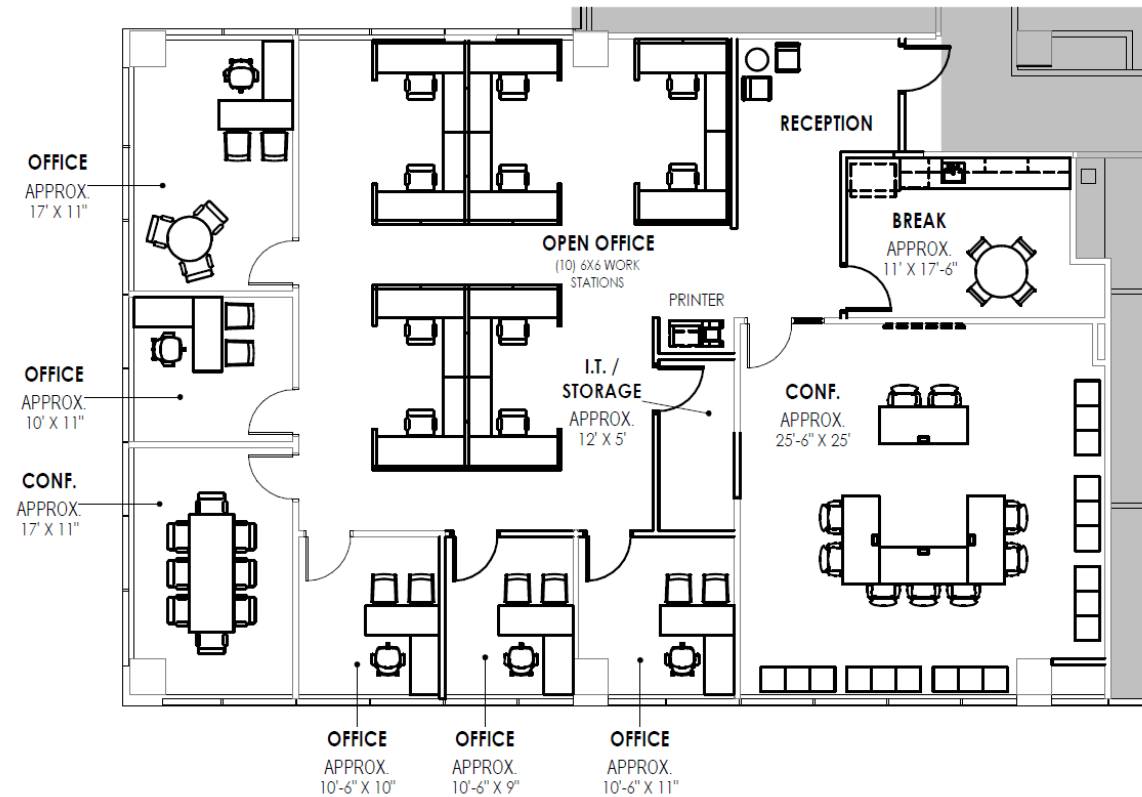 RECEPTION
OFFICE
APPROX.
17' X 11"
BREAK
APPROX.
11' X 17'-6"
OPEN OFFICE
(10) 6X6 WORK
STATIONS
PRINTER
OFFICE
APPROX.
10' X 11"
I.T. /
STORAGE
APPROX.
12' X 5'
CONF.
APPROX.
25'-6" X 25'
CONF.
APPROX.
17' X 11"
OFFICE
APPROX.
10'-6" X 10"
OFFICE
APPROX.
10'-6" X 9"
OFFICE
APPROX.
10'-6" X 11"